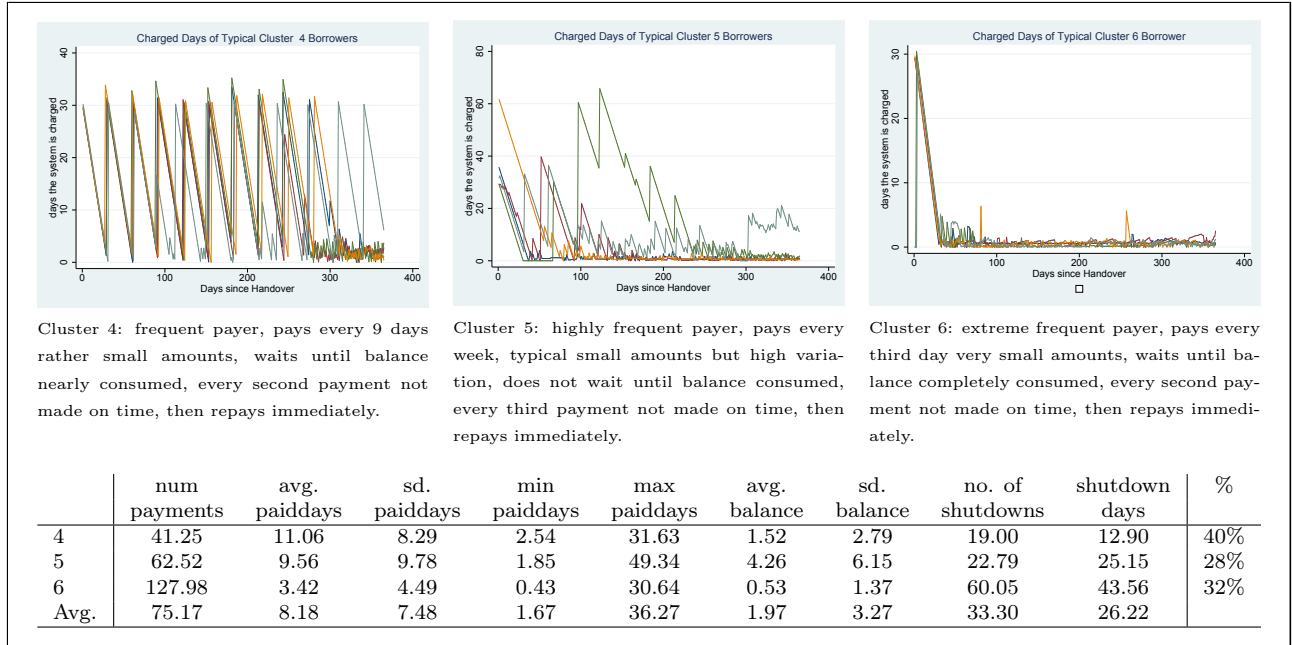 Charged Days of Typical Cluster 4 Borrowers
days the system is charged
40
30
20
10
0
0 100 200 300 400
Days since Handover
Charged Days of Typical Cluster 5 Borrowers
days the system is charged
80
60
40
20
0
0 100 200 300 400
Days since Handover
Charged Days of Typical Cluster 6 Borrower
days the system is charged
30
20
10
0
0 100 200 300 400
Days since Handover
Cluster 4: frequent payer, pays every 9 days
rather small amounts, waits until balance
nearly consumed, every second payment not
made on time, then repays immediately.
Cluster 5: highly frequent payer, pays every
week, typical small amounts but high varia-
tion, does not wait until balance consumed,
every third payment not made on time, then
repays immediately.
Cluster 6: extreme frequent payer, pays every
third day very small amounts, waits until ba-
lance completely consumed, every second pay-
ment not made on time, then repays immedi-
ately.
num avg. sd. min max avg. sd. no. of shutdown %
payments paiddays paiddays paiddays paiddays balance balance shutdowns days
4 41.25 11.06 8.29 2.54 31.63 1.52 2.79 19.00 12.90 40%
5 62.52 9.56 9.78 1.85 49.34 4.26 6.15 22.79 25.15 28%
6 127.98 3.42 4.49 0.43 30.64 0.53 1.37 60.05 43.56 32%
Avg. 75.17 8.18 7.48 1.67 36.27 1.97 3.27 33.30 26.22